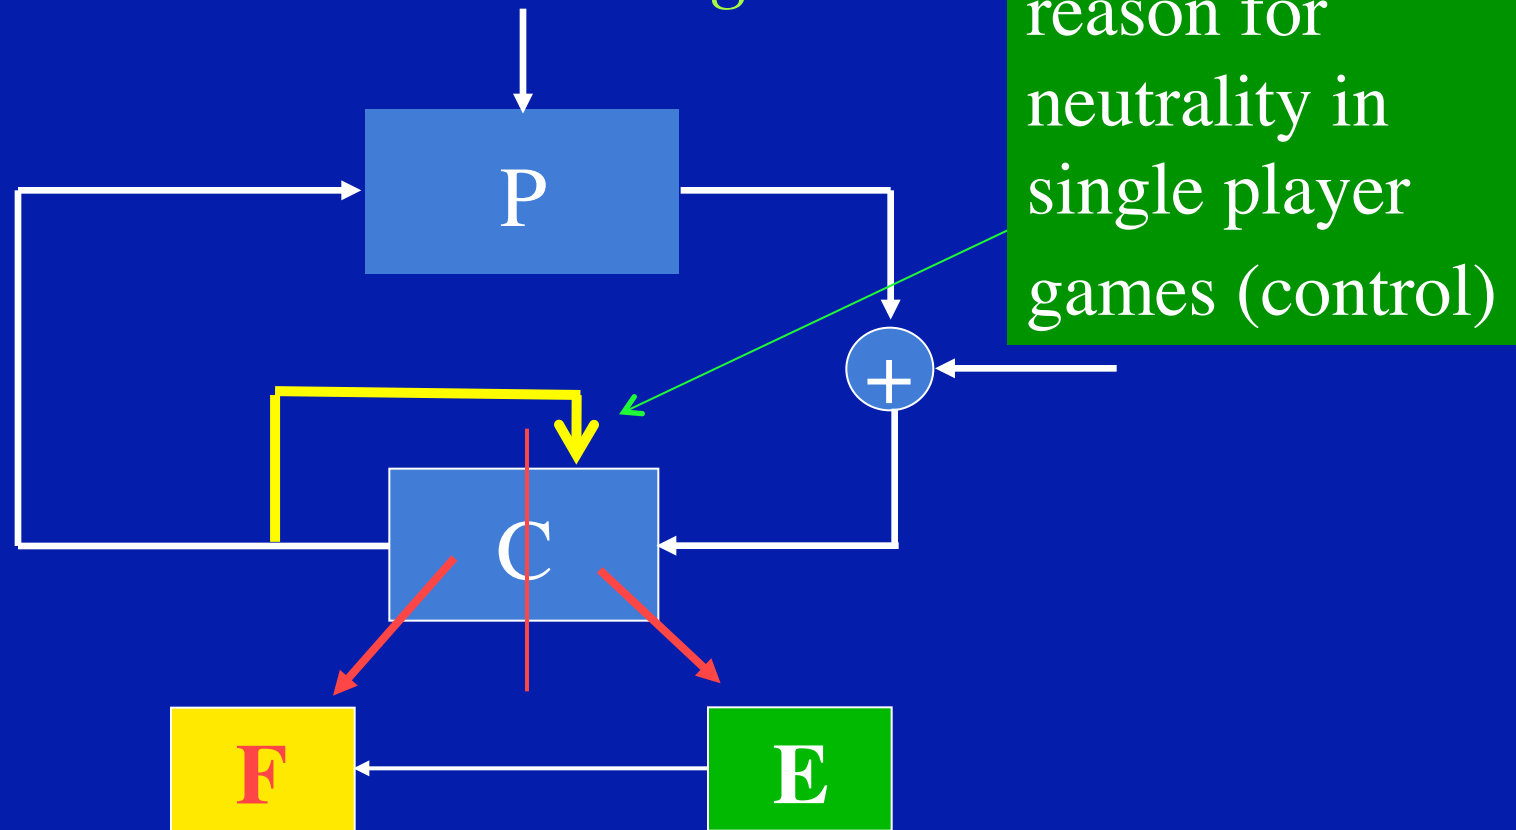 reason for
neutrality in
single player
games (control)
P
+
C
F
E